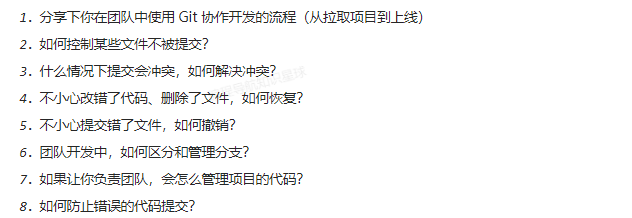 1. 分享下你在团队中使用 Git 协作开发的流程（从拉取项目到上线）
2. 如何控制某些文件不被提交？
3. 什么情况下提交会冲突，如何解决冲突？
4. 不小心改错了代码、删除了文件，如何恢复？
5. 不小心提交错了文件，如何撤销？
6. 团队开发中，如何区分和管理分支？
7. 如果让你负责团队，会怎么管理项目的代码？
8. 如何防止错误的代码提交？